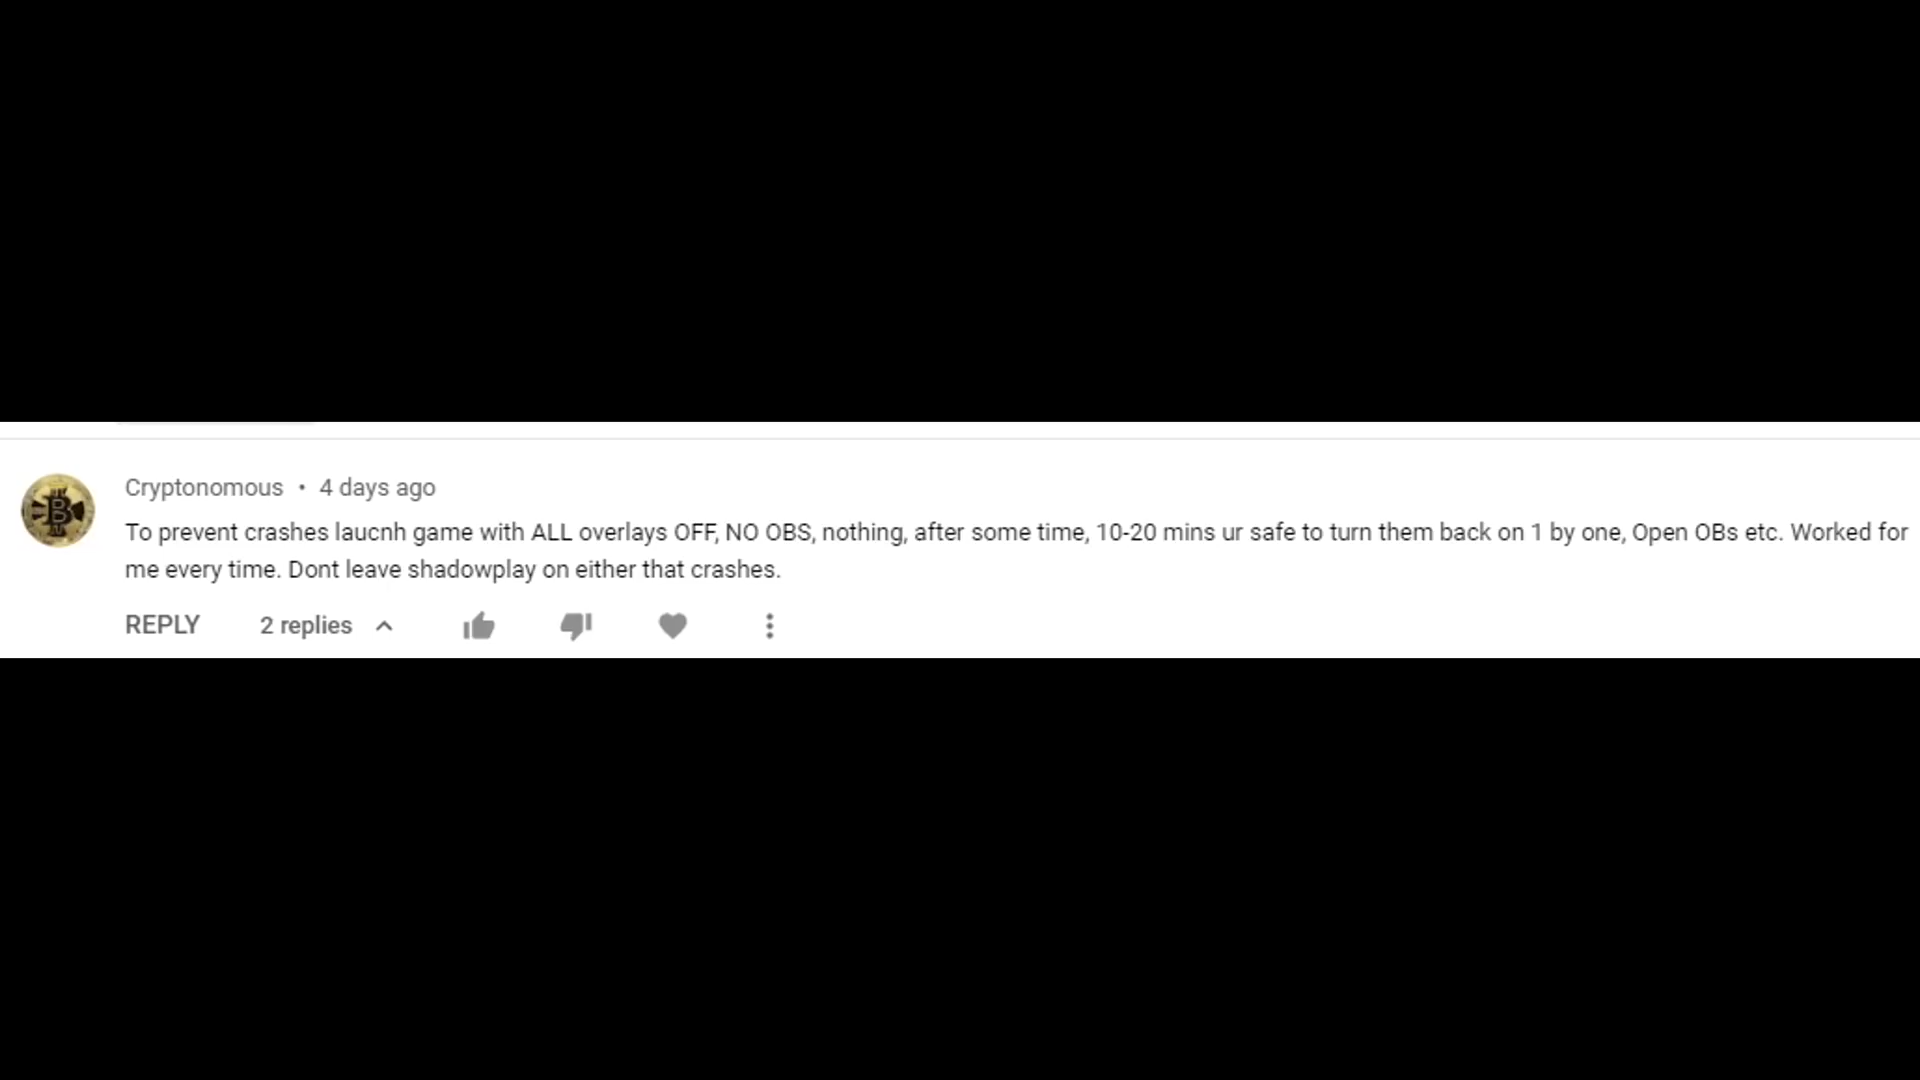 Cryptonomous • 4 days ago
To prevent crashes laucnh game with ALL overlays OFF, NO OBS, nothing, after some time, 10-20 mins ur safe to turn them back on 1 by one, Open OBs etc. Worked for
me every time. Dont leave shadowplay on either that crashes.
REPLY 2 replies